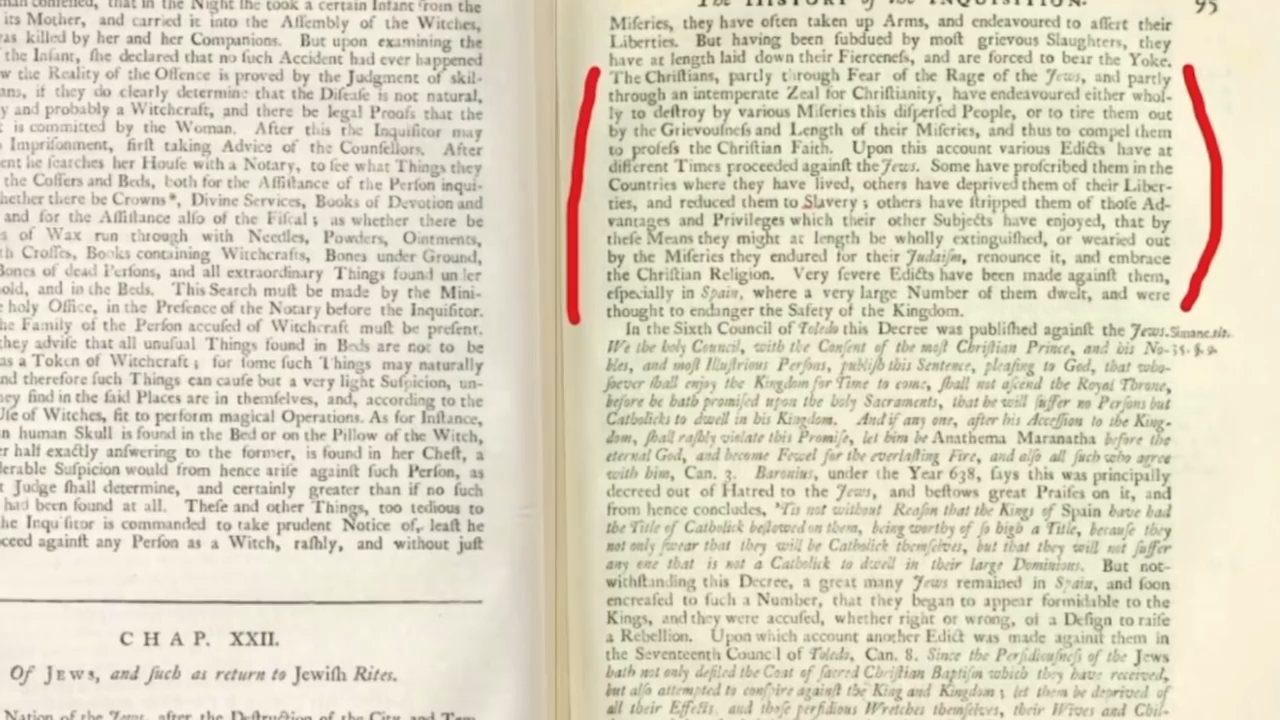 man confessed, that in the Night she took a certain Infant from the
its Mother, and carried it into the Assembly of the Witches,
was killed by her and her Companions. But upon examining the
the Infant, ſhe declared that no ſuch Accident had ever happened
w the Reality of the Offence is proved by the Judgment of skil-
ans, if they do clearly determine that the Diſeaſe is not natural,
y and probably a Witchcraft, and there be legal Proofs that the
is committed by the Woman. After this the Inquiſitor may
Impriſonment, firſt taking Advice of the Counſellors. After
ent he ſearches her Houſe with a Notary, to ſee what Things they
the Coffers and Beds, both for the Aſſiſtance of the Perſon inqui-
hether there be Crowns*, Divine Services, Books of Devotion and
and for the Aſſiſtance alſo of the Fiſcal; as whether there be
s of Wax run through with Needles, Powders, Ointments,
th Croſſes, Books containing Witchcrafts, Bones under Ground,
Bones of dead Perſons, and all extraordinary Things found under
old, and in the Beds. This Search muſt be made by the Mini-
holy Office, in the Preſence of the Notary before the Inquiſitor.
he Family of the Perſon accuſed of Witchcraft muſt be preſent.
they adviſe that all unuſual Things found in Beds are not to be
as a Token of Witchcraft; for ſome ſuch Things may naturally
nd therefore ſuch Things can cauſe but a very light Suſpicion, un-
hey find in the ſaid Places are in themſelves, and, according to the
Uſe of Witches, fit to perform magical Operations. As for Inſtance,
n human Skull is found in the Bed or on the Pillow of the Witch,
er half exactly anſwering to the former, is found in her Cheſt, a
derable Suſpicion would from hence ariſe againſt ſuch Perſon, as
t Judge ſhall determine, and certainly greater than if no ſuch
had been found at all. Theſe and other Things, too tedious to
he Inquiſitor is commanded to take prudent Notice of, leaſt he
oceed againſt any Perſon as a Witch, raſhly, and without juſt
CHAP. XXII.
Of JEWS, and ſuch as return to Jewiſh Rites.
Nation of the Jews, after the Deſtruction of the City and Tem-
The HISTORY of the INQUISITION. 95
Miſeries, they have often taken up Arms, and endeavoured to aſſert their
Liberties. But having been ſubdued by moſt grievous Slaughters, they
have at length laid down their Fierceneſs, and are forced to bear the Yoke.
The Chriſtians, partly through Fear of the Rage of the Jews, and partly
through an intemperate Zeal for Chriſtianity, have endeavoured either whol-
ly to deſtroy by various Miſeries this diſperſed People, or to tire them out
by the Grievouſneſs and Length of their Miſeries, and thus to compel them
to profeſs the Chriſtian Faith. Upon this account various Edicts have at
different Times proceeded againſt the Jews. Some have proſcribed them in the
Countries where they have lived, others have deprived them of their Liber-
ties, and reduced them to Slavery; others have ſtripped them of thoſe Ad-
vantages and Privileges which their other Subjects have enjoyed, that by
theſe Means they might at length be wholly extinguiſhed, or wearied out
by the Miſeries they endured for their Judaiſm, renounce it, and embrace
the Chriſtian Religion. Very ſevere Edicts have been made againſt them,
eſpecially in Spain, where a very large Number of them dwelt, and were
thought to endanger the Safety of the Kingdom.
In the Sixth Council of Toledo this Decree was publiſhed againſt the Jews. Simanc. tit.
We the holy Council, with the Conſent of the moſt Chriſtian Prince, and his No- 35. §. 9.
bles, and moſt Illuſtrious Perſons, publiſh this Sentence, pleaſing to God, that who-
ſoever ſhall enjoy the Kingdom for Time to come, ſhall not aſcend the Royal Throne,
before he hath promiſed upon the holy Sacraments, that he will ſuffer no Perſons but
Catholicks to dwell in his Kingdom. And if any one, after his Acceſſion to the King-
dom, ſhall raſhly violate this Promiſe, let him be Anathema Maranatha before the
eternal God, and become Fewel for the everlaſting Fire, and alſo all ſuch who agree
with him, Can. 3. Baronius, under the Year 638, ſays this was principally
decreed out of Hatred to the Jews, and beſtows great Praiſes on it, and
from hence concludes, 'Tis not without Reaſon that the Kings of Spain have had
the Title of Catholick beſtowed on them, being worthy of ſo high a Title, becauſe they
not only ſwear that they will be Catholick themſelves, but that they will not ſuffer
any one that is not a Catholick to dwell in their large Dominions. But not-
withſtanding this Decree, a great many Jews remained in Spain, and ſoon
encreaſed to ſuch a Number, that they began to appear formidable to the
Kings, and they were accuſed, whether right or wrong, of a Deſign to raiſe
a Rebellion. Upon which account another Edict was made againſt them in
the Seventeenth Council of Toledo, Can. 8. Since the Perfidiouſneſs of the Jews
hath not only defiled the Coat of ſacred Chriſtian Baptiſm which they have received,
but alſo attempted to conſpire againſt the King and Kingdom; let them be deprived of
all their Effects, and thoſe perfidious Wretches themſelves, their Wives and Chil-